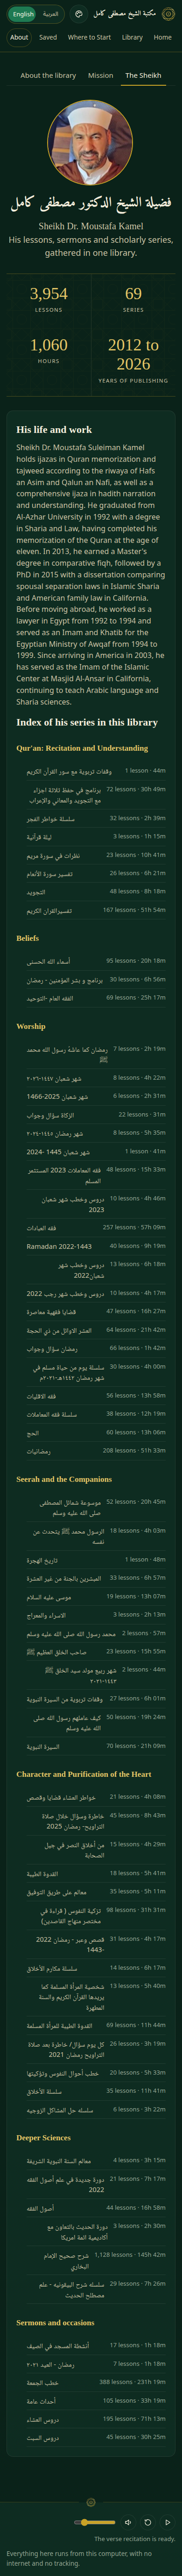 English
العربية
مكتبة الشيخ مصطفى كامل
About
Saved
Where to Start
Library
Home
About the library
Mission
The Sheikh
فضيلة الشيخ الدكتور مصطفى كامل
Sheikh Dr. Moustafa Kamel
His lessons, sermons and scholarly series,
gathered in one library.
3,954
LESSONS
69
SERIES
1,060
HOURS
2012 to
2026
YEARS OF PUBLISHING
His life and work
Sheikh Dr. Moustafa Suleiman Kamel
holds ijazas in Quran memorization and
tajweed according to the riwaya of Hafs
an Asim and Qalun an Nafi, as well as a
comprehensive ijaza in hadith narration
and understanding. He graduated from
Al-Azhar University in 1992 with a degree
in Sharia and Law, having completed his
memorization of the Quran at the age of
eleven. In 2013, he earned a Master's
degree in comparative fiqh, followed by a
PhD in 2015 with a dissertation comparing
spousal separation laws in Islamic Sharia
and American family law in California.
Before moving abroad, he worked as a
lawyer in Egypt from 1992 to 1994 and
served as an Imam and Khatib for the
Egyptian Ministry of Awqaf from 1994 to
1999. Since arriving in America in 2003, he
has served as the Imam of the Islamic
Center at Masjid Al-Ansar in California,
continuing to teach Arabic language and
Sharia sciences.
Index of his series in this library
Qur'an: Recitation and Understanding
وقفات تربوية مع سور القرآن الكريم
1 lesson · 44m
برنامج في حفظ ثلاثة اجزاء
مع التجويد والمعاني والإعراب
72 lessons · 30h 49m
سلسلة خواطر الفجر
32 lessons · 2h 39m
ليلة قرآنية
3 lessons · 1h 15m
نظرات في سورة مريم
23 lessons · 10h 41m
تفسير سورة الأنعام
26 lessons · 6h 21m
التجويد
48 lessons · 8h 18m
تفسيرالقران الكريم
167 lessons · 51h 54m
Beliefs
أسماء الله الحسنى
95 lessons · 20h 18m
برنامج و بشر المؤمنين - رمضان
30 lessons · 6h 56m
الفقه العام -التوحيد
69 lessons · 25h 17m
Worship
رمضان كما عاشة رسول الله محمد
ﷺ
7 lessons · 2h 19m
شهر شعبان ١٤٤٧-٢٠٢٦
8 lessons · 4h 22m
شهر شعبان 2025-1466
6 lessons · 2h 31m
الزكاة سؤال وجواب
22 lessons · 31m
شهر رمضان ١٤٤٥-٢٠٢٤
8 lessons · 5h 35m
شهر شعبان 1445 -2024
1 lesson · 41m
فقه المعاملات 2023 المستتمر
المسلم
48 lessons · 15h 33m
دروس وخطب شهر شعبان
2023
10 lessons · 4h 46m
فقه العبادات
257 lessons · 57h 09m
Ramadan 2022-1443
40 lessons · 9h 19m
دروس وخطب شهر
شعبان2022
13 lessons · 6h 18m
دروس وخطب شهر رجب 2022
10 lessons · 4h 17m
قضايا فقهية معاصرة
47 lessons · 16h 27m
العشر الاوائل من ذي الحجة
64 lessons · 21h 42m
رمضان سؤال وجواب
66 lessons · 1h 42m
سلسلة يوم من حياة مسلم في
شهر رمضان ١٤٤٢هـ-٢٠٢١م
30 lessons · 4h 00m
فقه الاقليات
56 lessons · 13h 58m
سلسلة فقه المعاملات
38 lessons · 12h 19m
الحج
60 lessons · 13h 06m
رمضانيات
208 lessons · 51h 33m
Seerah and the Companions
موسوعة شمائل المصطفى
صلى الله عليه وسلم
52 lessons · 20h 45m
الرسول محمد ﷺ يتحدث عن
نفسه
18 lessons · 4h 03m
تاريخ الهجرة
1 lesson · 48m
المبشرين بالجنة من غير العشرة
33 lessons · 6h 57m
موسى عليه السلام
19 lessons · 13h 07m
الاسراء والمعراج
3 lessons · 2h 13m
محمد رسول الله صلى الله عليه وسلم
2 lessons · 57m
صاحب الخلق العظيم ﷺ
23 lessons · 15h 55m
شهر ربيع مولد سيد الخلق ﷺ
١٤٤٢-٢٠٢١
2 lessons · 44m
وقفات تربوية من السيرة النبوية
27 lessons · 6h 01m
كيف عاملهم رسول الله صلى
الله عليه وسلم
50 lessons · 19h 24m
السيرة النبوية
70 lessons · 21h 09m
Character and Purification of the Heart
خواطر العشاء قضايا وقصص
21 lessons · 4h 08m
خاطرة وسؤال خلال صلاة
التراويح- رمضان 2025
45 lessons · 8h 43m
من أخلاق النصر في جيل
الصحابة
15 lessons · 4h 29m
القدوة الطيبة
18 lessons · 5h 41m
معالم على طريق التوفيق
35 lessons · 5h 11m
تزكية النفوس ( قراءة في
مختصر منهاج القاصدين)
98 lessons · 31h 31m
قصص وعبر - رمضان 2022
-1443
31 lessons · 4h 17m
سلسلة مكارم الأخلاق
14 lessons · 6h 17m
شخصية المرأة المسلمة كما
يريدها القرآن الكريم والسنة
المطهرة
13 lessons · 5h 40m
القدوة الطيبة للمرأة المسلمة
69 lessons · 11h 44m
كل يوم سؤال/ خاطرة بعد صلاة
التراويح رمضان 2021
26 lessons · 3h 19m
خطب أحوال النفوس وتزكيتها
20 lessons · 5h 33m
سلسلة الأخلاق
35 lessons · 11h 41m
سلسله حل المشاكل الزوجيه
6 lessons · 3h 22m
Deeper Sciences
معالم السنة النبوية الشريفة
4 lessons · 3h 15m
دورة جديدة في علم أصول الفقه
2022
21 lessons · 7h 17m
أصول الفقه
44 lessons · 16h 58m
دورة الحديث بالتعاون مع
أكاديمية ائمة امريكا
3 lessons · 2h 30m
شرح صحيح الإمام
البخاري
1,128 lessons · 145h 42m
سلسله شرح البيقونيه - علم
مصطلح الحديث
29 lessons · 7h 26m
Sermons and occasions
أنشطة المسجد في الصيف
17 lessons · 1h 18m
رمضان - العيد ٢٠٢١
7 lessons · 1h 18m
خطب الجمعة
388 lessons · 231h 19m
أحداث عامة
105 lessons · 33h 19m
دروس العشاء
195 lessons · 71h 13m
دروس السبت
45 lessons · 30h 25m
The verse recitation is ready.
Everything here runs from this computer, with no
internet and no tracking.